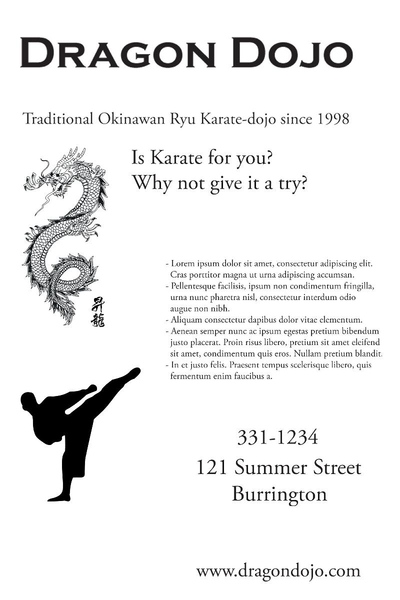 DRAGON DOJO
Traditional Okinawan Ryu Karate-dojo since 1998
Is Karate for you?
Why not give it a try?
- Lorem ipsum dolor sit amet, consectetur adipiscing elit.
Cras porttitor magna ut urna adipiscing accumsan.
- Pellentesque facilisis, ipsum non condimentum fringilla,
urna nunc pharetra nisl, consectetur interdum odio
augue non nibh.
- Aliquam consectetur dapibus dolor vitae elementum.
- Aenean semper nunc ac ipsum egestas pretium bibendum
justo placerat. Proin risus libero, pretium sit amet eleifend
sit amet, condimentum quis eros. Nullam pretium blandit.
- In et justo felis. Praesent tempus scelerisque libero, quis
fermentum enim faucibus a.
昇龍
331-1234
121 Summer Street
Burrington
www.dragondojo.com